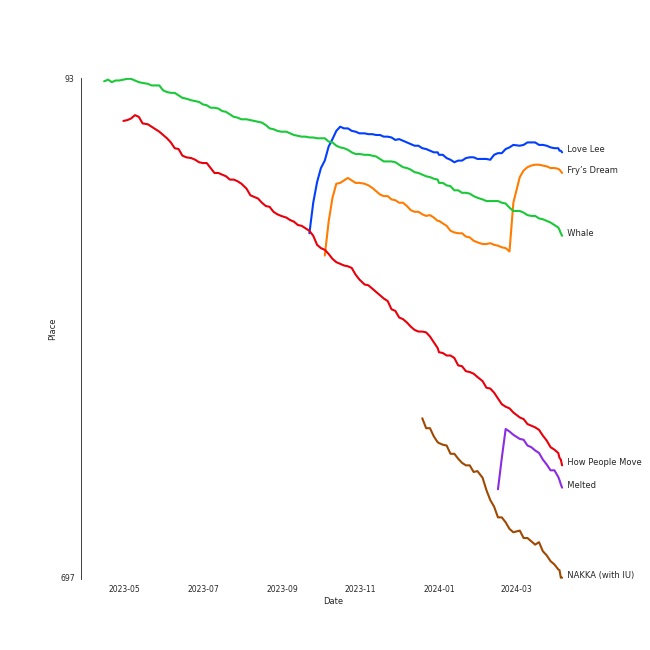 93
Love Lee
Fry's Dream
Whale
Place
How People Move
Melted
NAKKA (with IU)
697
2023-05 2023-07 2023-09 2023-11 2024-01 2024-03
Date